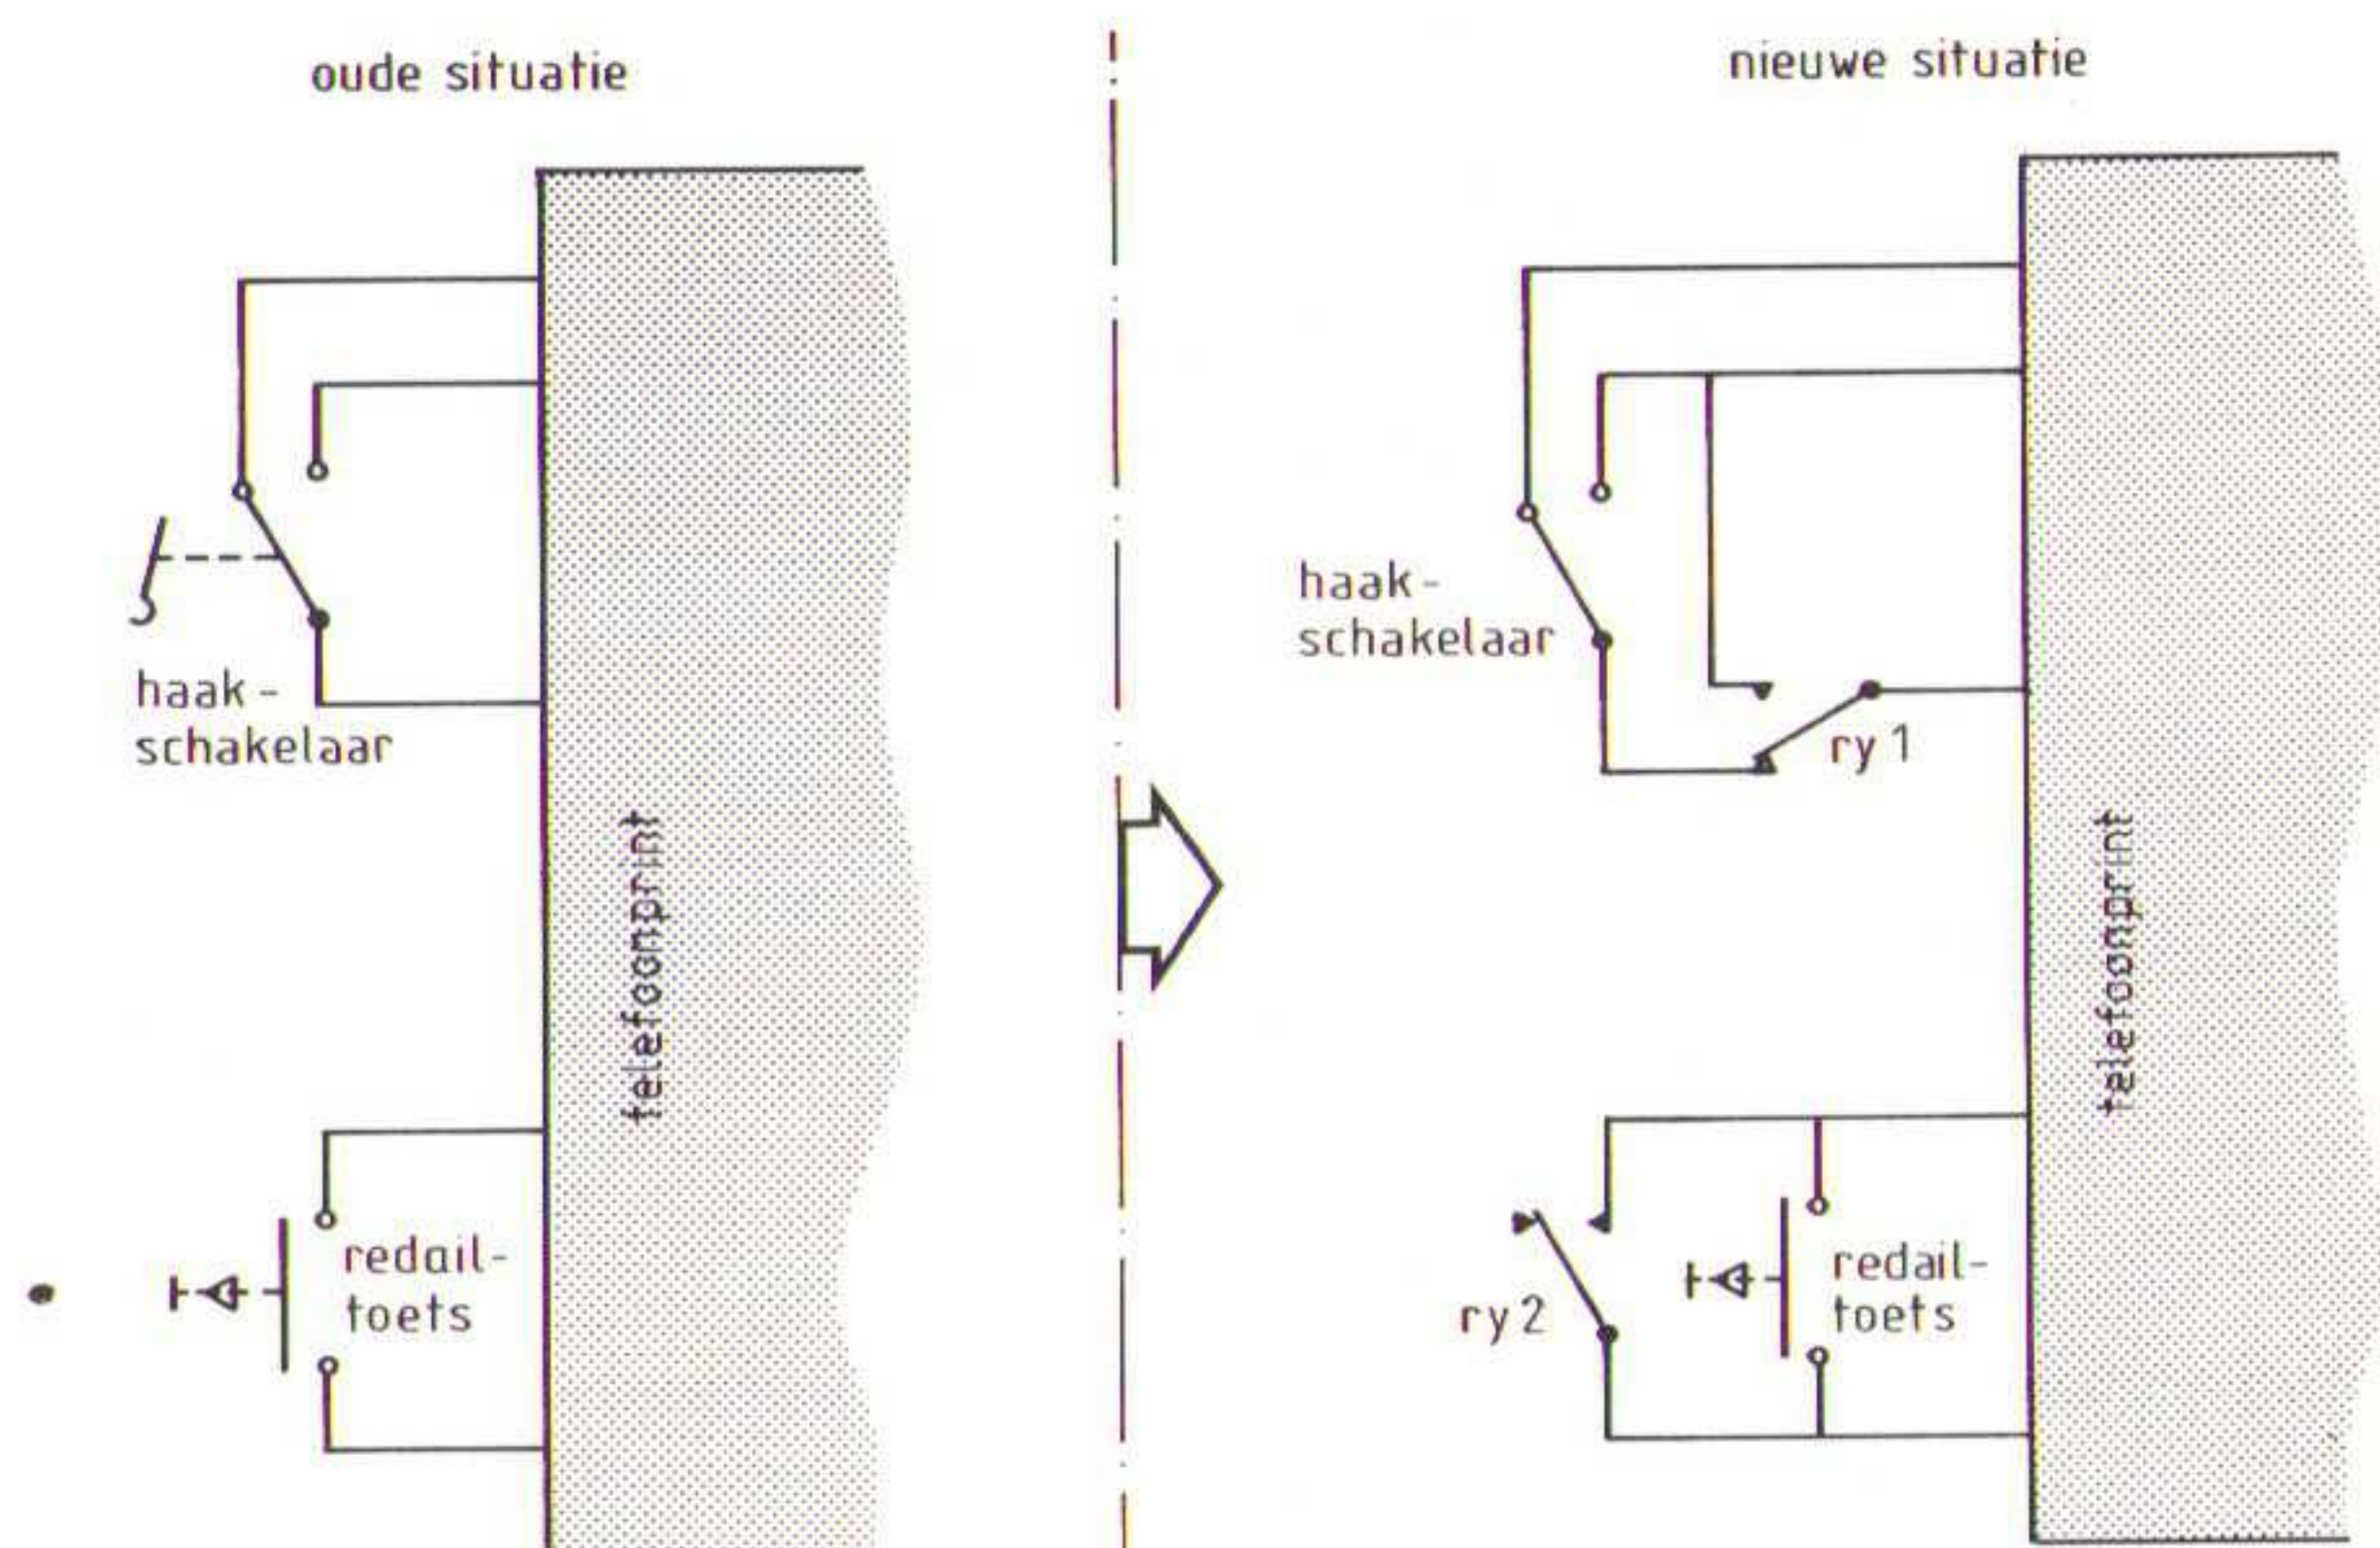 oude situatie
haak-
schakelaar
telefoonprint
redail-
toets
nieuwe situatie
haak-
schakelaar
ry 1
telefoonprint
ry 2
redail-
toets